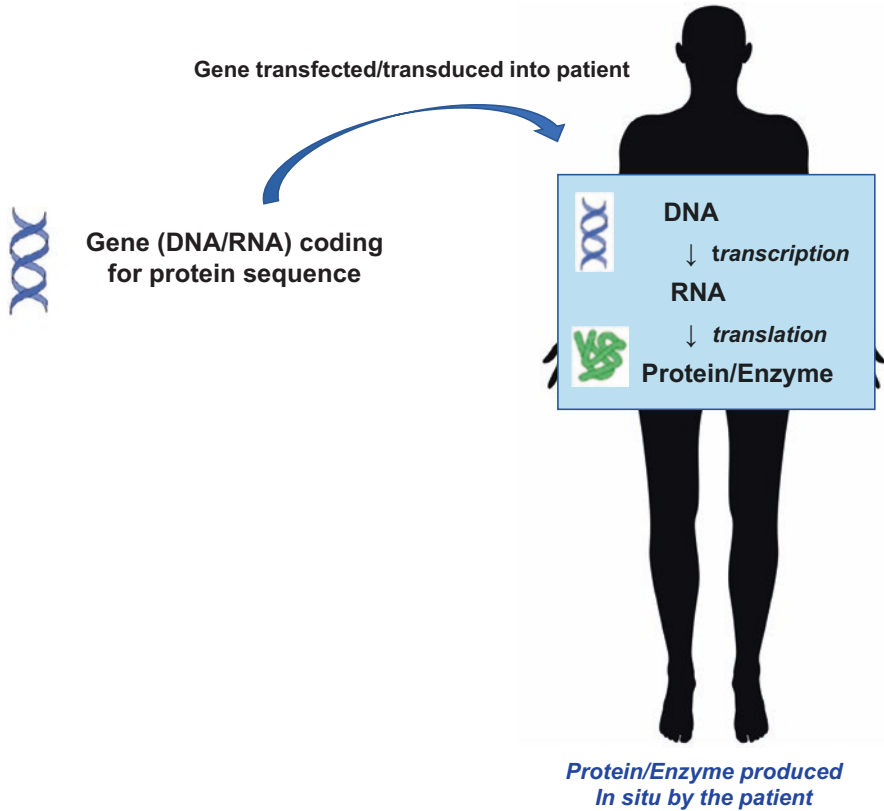 Gene transfected/transduced into patient
Gene (DNA/RNA) coding
for protein sequence
DNA
↓ transcription
RNA
↓ translation
Protein/Enzyme
Protein/Enzyme produced
In situ by the patient